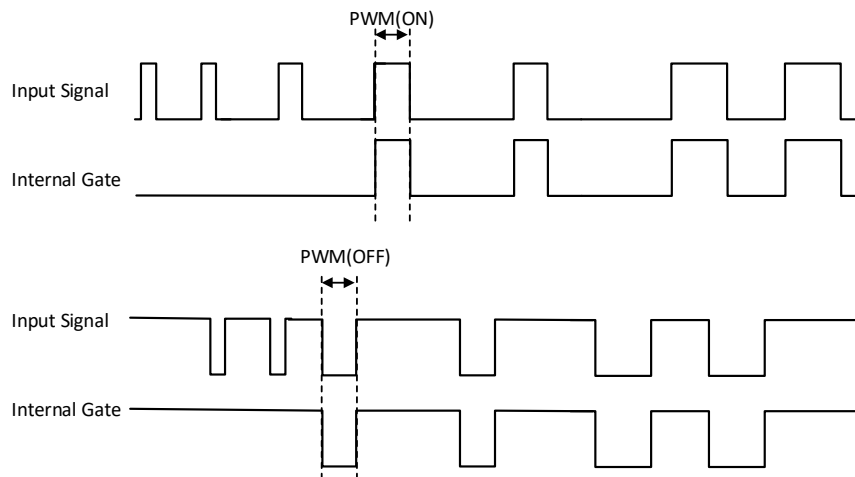 PWM(ON)
Input Signal
Internal Gate
PWM(OFF)
Input Signal
Internal Gate